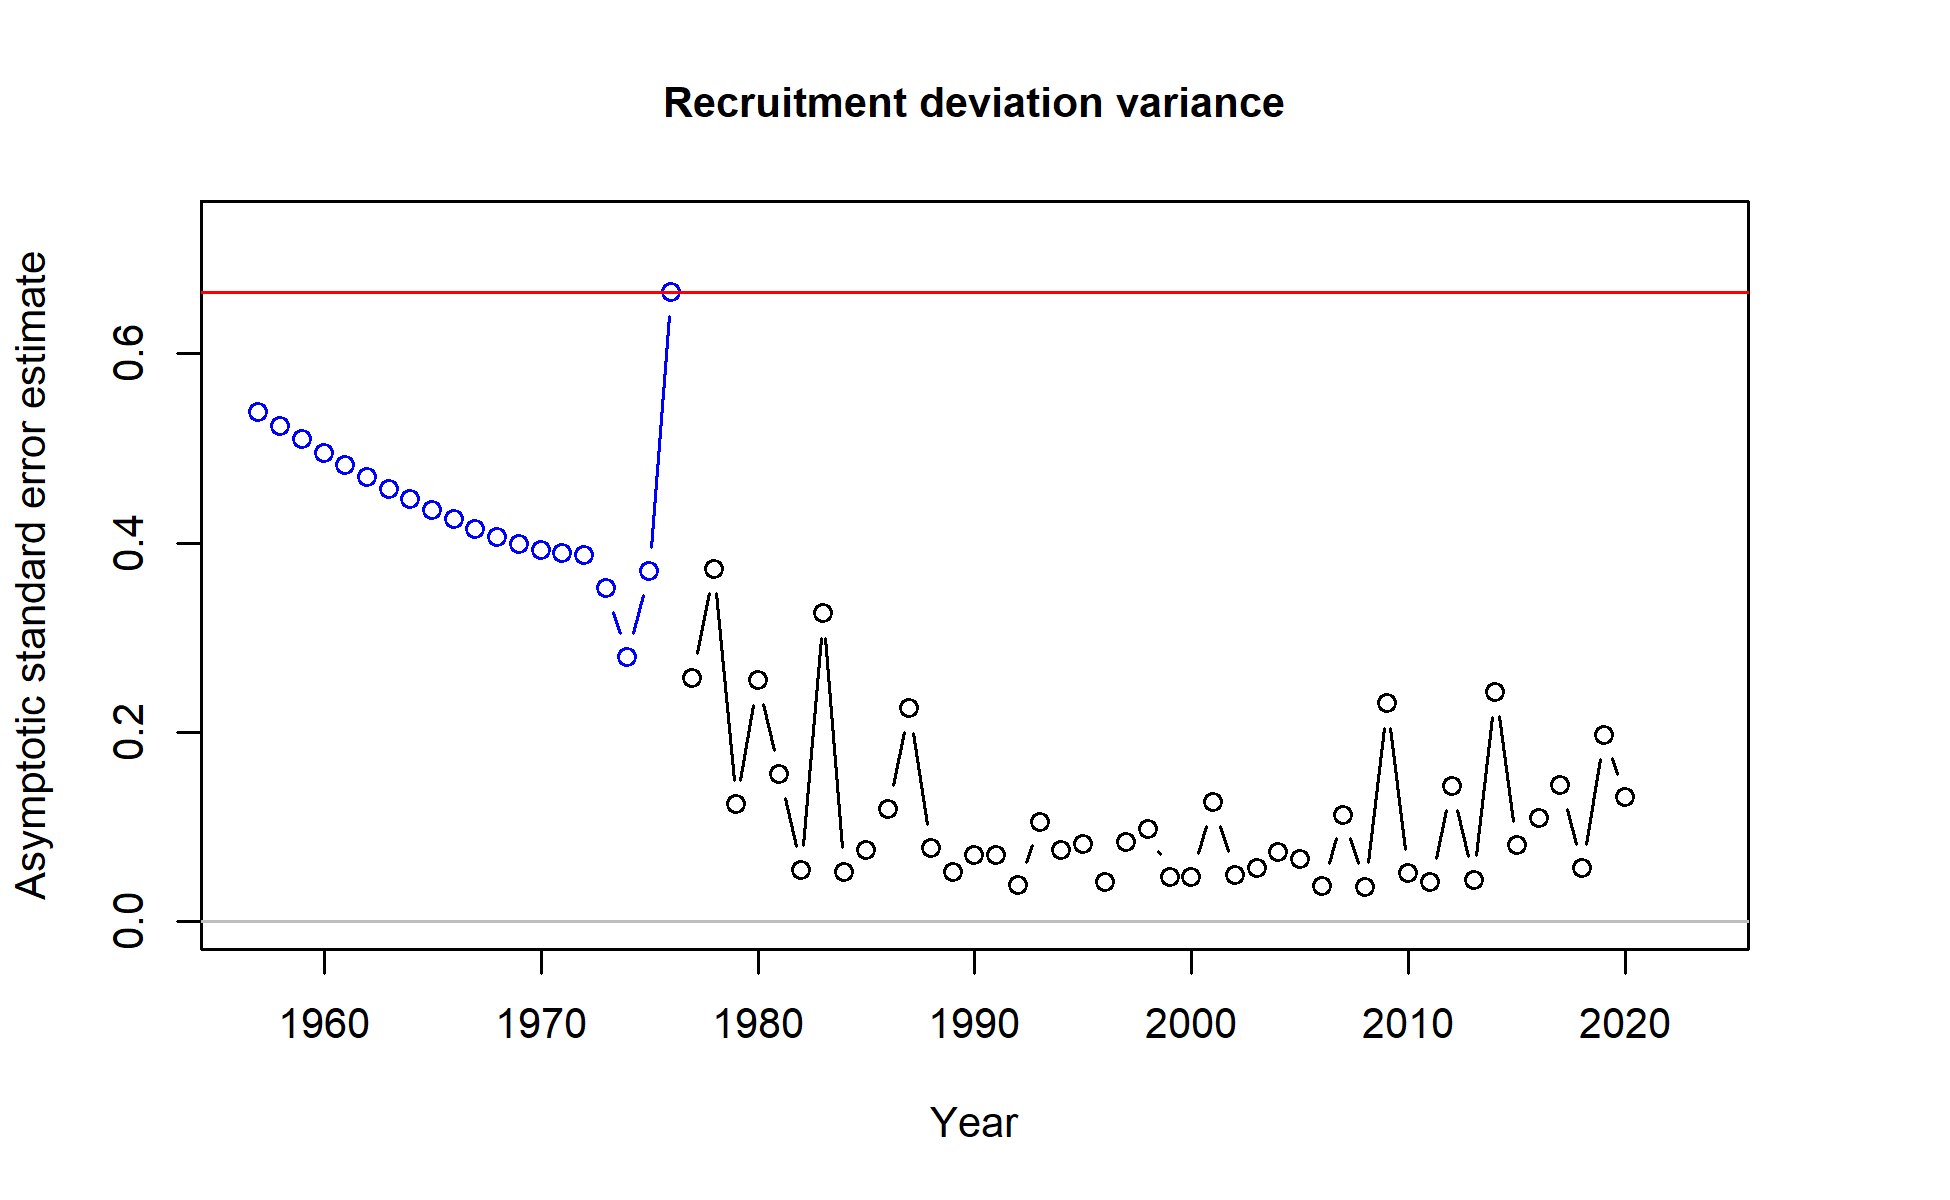 Recruitment deviation variance
Asymptotic standard error estimate
0.6
0.4
0.2
0.0
1960 1970 1980 1990 2000 2010 2020
Year